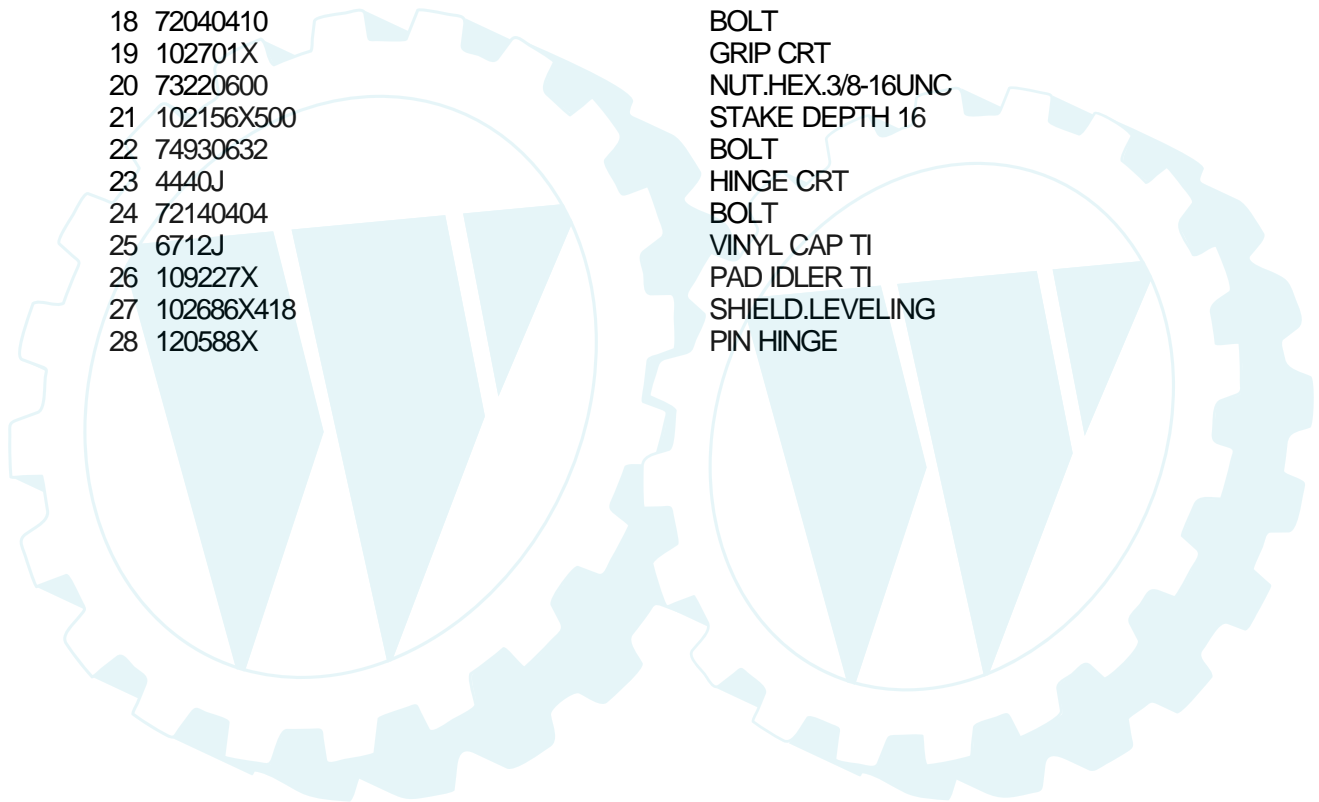 18 72040410 BOLT
19 102701X GRIP CRT
20 73220600 NUT.HEX.3/8-16UNC
21 102156X500 STAKE DEPTH 16
22 74930632 BOLT
23 4440J HINGE CRT
24 72140404 BOLT
25 6712J VINYL CAP TI
26 109227X PAD IDLER TI
27 102686X418 SHIELD.LEVELING
28 120588X PIN HINGE